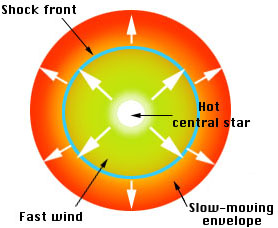 Shock front
Hot
central star
Fast wind
Slow-moving
envelope